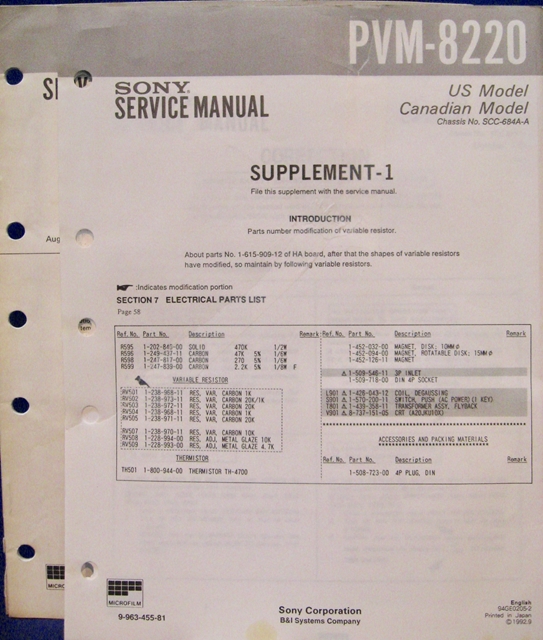 PVM-8220
SONY
SERVICE MANUAL
US Model
Canadian Model
Chassis No. SCC-684A-A
SUPPLEMENT-1
File this supplement with the service manual.
INTRODUCTION
Parts number modification of variable resistor.
About parts No. 1-615-909-12 of HA board, after that the shapes of variable resistors
have modified, so maintain by following variable resistors.
:Indicates modification portion
SECTION 7 ELECTRICAL PARTS LIST
Page 58
Ref. No. Part No. Description Remark
R595 1-202-845-00 SOLID 470K 1/2W
R596 1-249-437-11 CARBON 47K 5% 1/6W
R598 1-247-817-00 CARBON 270 5% 1/6W
R599 1-247-839-00 CARBON 2.2K 5% 1/8W F
VARIABLE RESISTOR
RV501 1-238-968-11 RES, VAR, CARBON 1K
RV502 1-238-973-11 RES, VAR, CARBON 20K/1K
RV503 1-238-972-11 RES, VAR, CARBON 20K
RV504 1-238-968-11 RES, VAR, CARBON 1K
RV505 1-238-971-11 RES, VAR, CARBON 20K
RV507 1-238-970-11 RES, VAR, CARBON 10K
RV508 1-228-994-00 RES, ADJ, METAL GLAZE 10K
RV509 1-228-993-00 RES, ADJ, METAL GLAZE 4.7K
THERMISTOR
TH501 1-800-944-00 THERMISTOR TH-4700
Ref. No. Part No. Description Remark
1-452-032-00 MAGNET, DISK; 10MMφ
1-452-094-00 MAGNET, ROTATABLE DISK; 15MMφ
1-452-126-11 MAGNET
⚠ 1-509-546-11 3P INLET
1-509-718-00 DIN 4P SOCKET
L901 ⚠ 1-426-043-12 COIL, DEGAUSSING
S901 ⚠ 1-570-200-11 SWITCH, PUSH (AC POWER)(1 KEY)
T801 ⚠ 1-439-358-11 TRANSFORMER ASSY, FLYBACK
V901 ⚠ 8-737-151-05 CRT
ACCESSORIES AND PACKING MATERIALS
Ref. No. Part No. Description Remark
1-508-723-00 4P PLUG, DIN
MICROFILM
9-963-455-81
Sony Corporation
B&I Systems Company
English
94GE0205-2
Printed in Japan
©1992.9
Aug